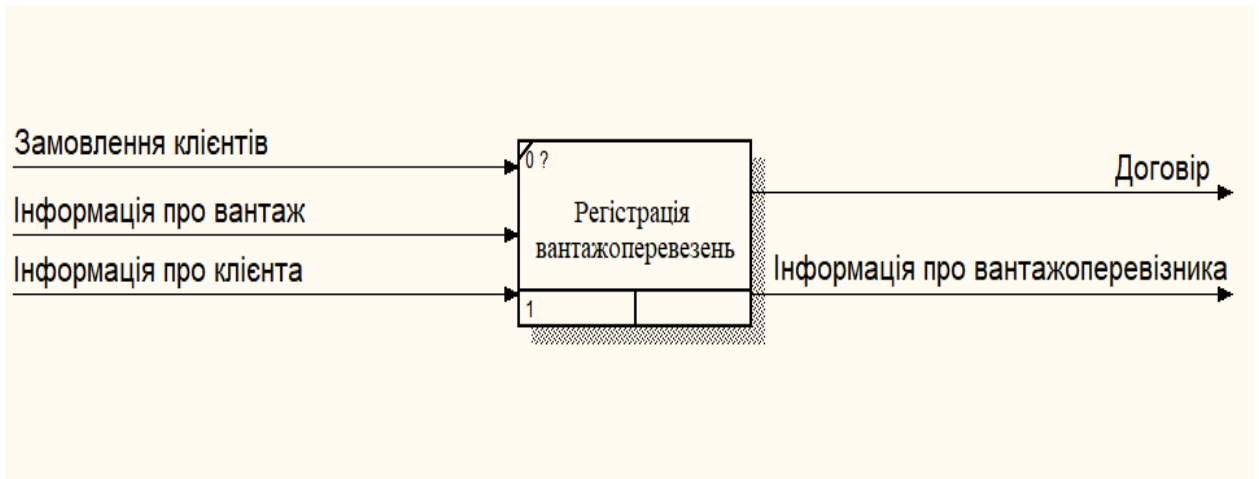 Замовлення клієнтів
Інформація про вантаж
Інформація про клієнта
0 ?
Регістрація
вантажоперевезень
1
Договір
Інформація про вантажоперевізника